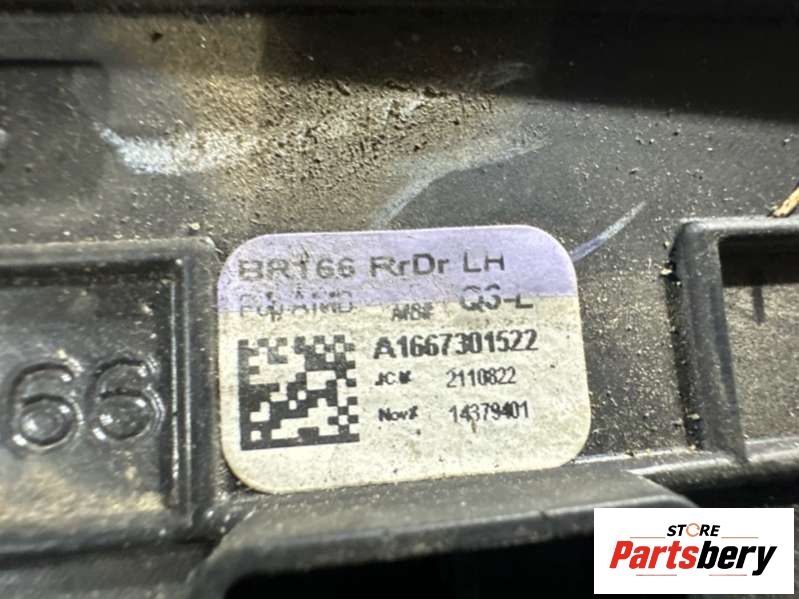 BR166 RrDr LH
Q3-L
A1667301522
JC# 2110822
Nov# 14379401
66
STORE
Partsbery